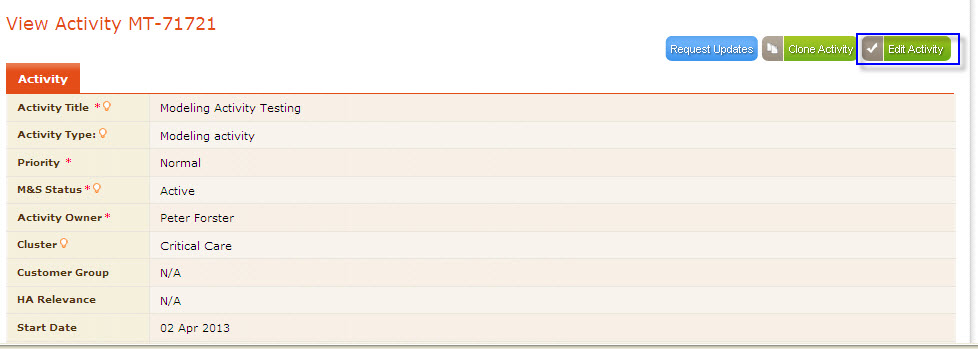 View Activity MT-71721
Request Updates Clone Activity Edit Activity
Activity
Activity Title * Modeling Activity Testing
Activity Type: Modeling activity
Priority * Normal
M&S Status * Active
Activity Owner * Peter Forster
Cluster Critical Care
Customer Group N/A
HA Relevance N/A
Start Date 02 Apr 2013